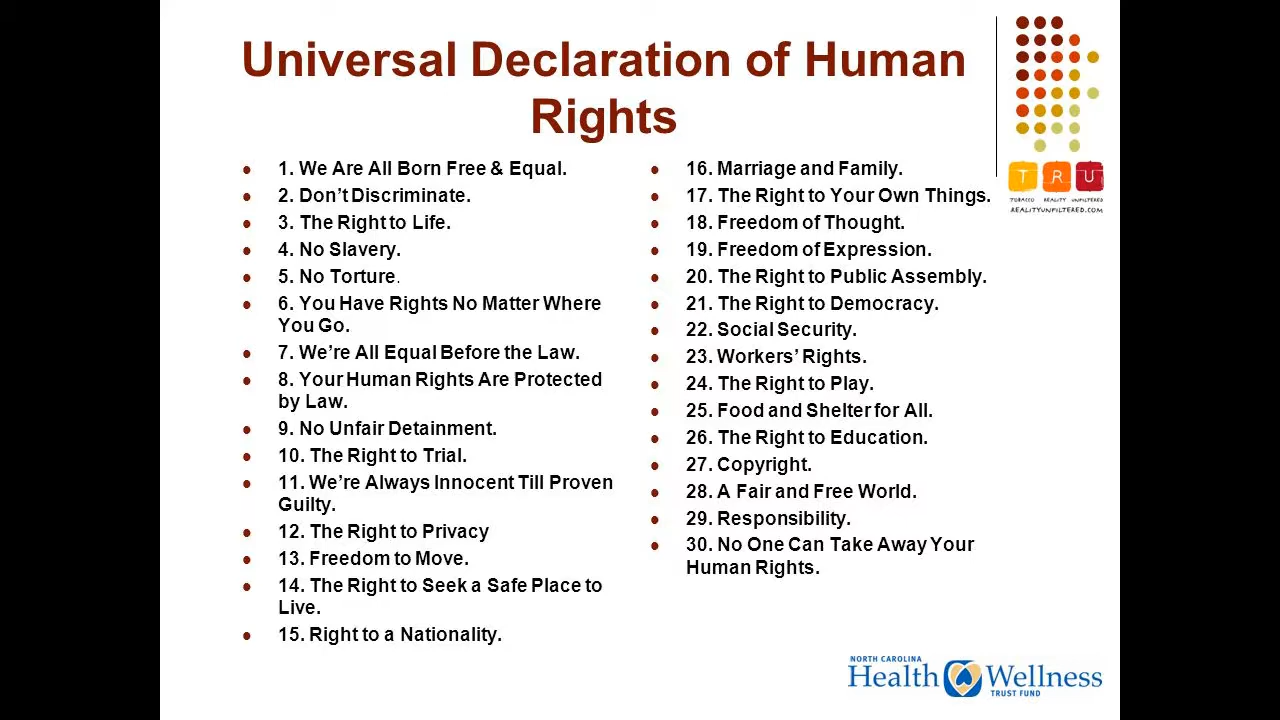 Universal Declaration of Human
Rights
1. We Are All Born Free & Equal.
2. Don’t Discriminate.
3. The Right to Life.
4. No Slavery.
5. No Torture.
6. You Have Rights No Matter Where
You Go.
7. We’re All Equal Before the Law.
8. Your Human Rights Are Protected
by Law.
9. No Unfair Detainment.
10. The Right to Trial.
11. We’re Always Innocent Till Proven
Guilty.
12. The Right to Privacy
13. Freedom to Move.
14. The Right to Seek a Safe Place to
Live.
15. Right to a Nationality.
16. Marriage and Family.
17. The Right to Your Own Things.
18. Freedom of Thought.
19. Freedom of Expression.
20. The Right to Public Assembly.
21. The Right to Democracy.
22. Social Security.
23. Workers’ Rights.
24. The Right to Play.
25. Food and Shelter for All.
26. The Right to Education.
27. Copyright.
28. A Fair and Free World.
29. Responsibility.
30. No One Can Take Away Your
Human Rights.
TRU
TOBACCO REALITY UNFILTERED
REALITYUNFILTERED.COM
NORTH CAROLINA
Health Wellness
TRUST FUND